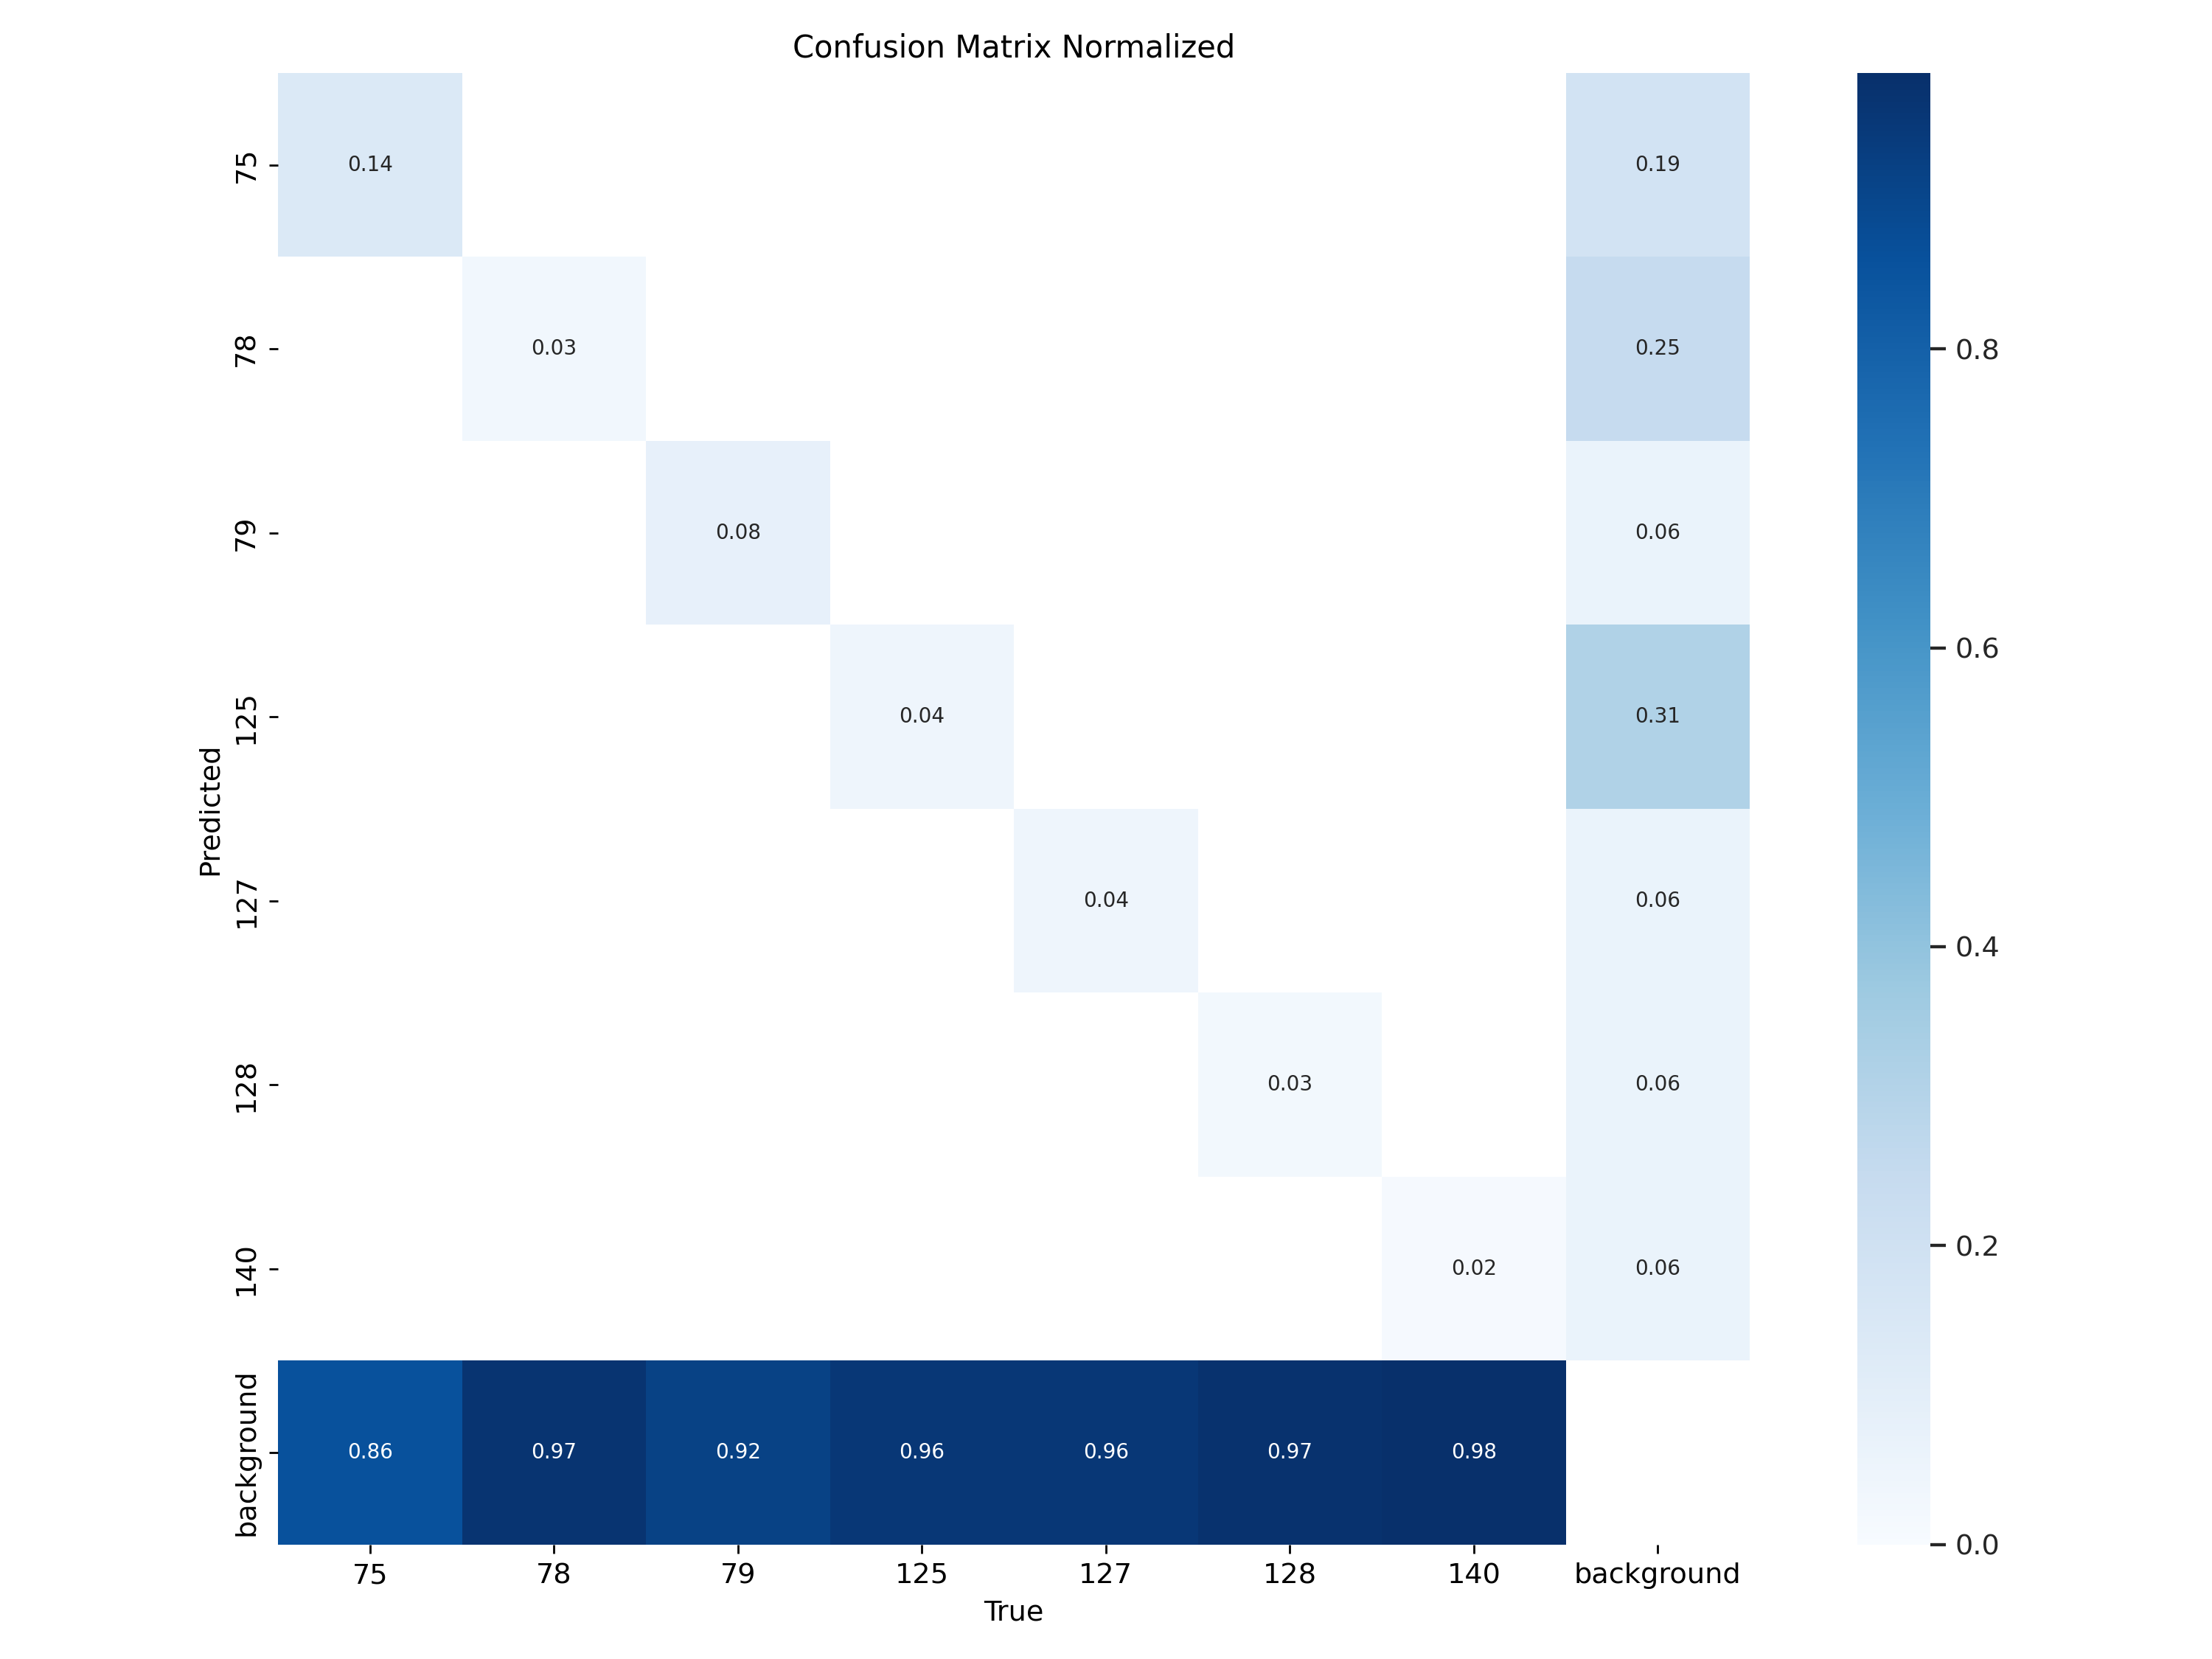 Confusion Matrix Normalized
75 0.14 0.19
78 0.03 0.25 0.8
79 0.08 0.06
0.6
125 0.04 0.31
Predicted
127 0.04 0.06 0.4
128 0.03 0.06
140 0.02 0.06 0.2
background 0.86 0.97 0.92 0.96 0.96 0.97 0.98
0.0
75 78 79 125 127 128 140 background
True